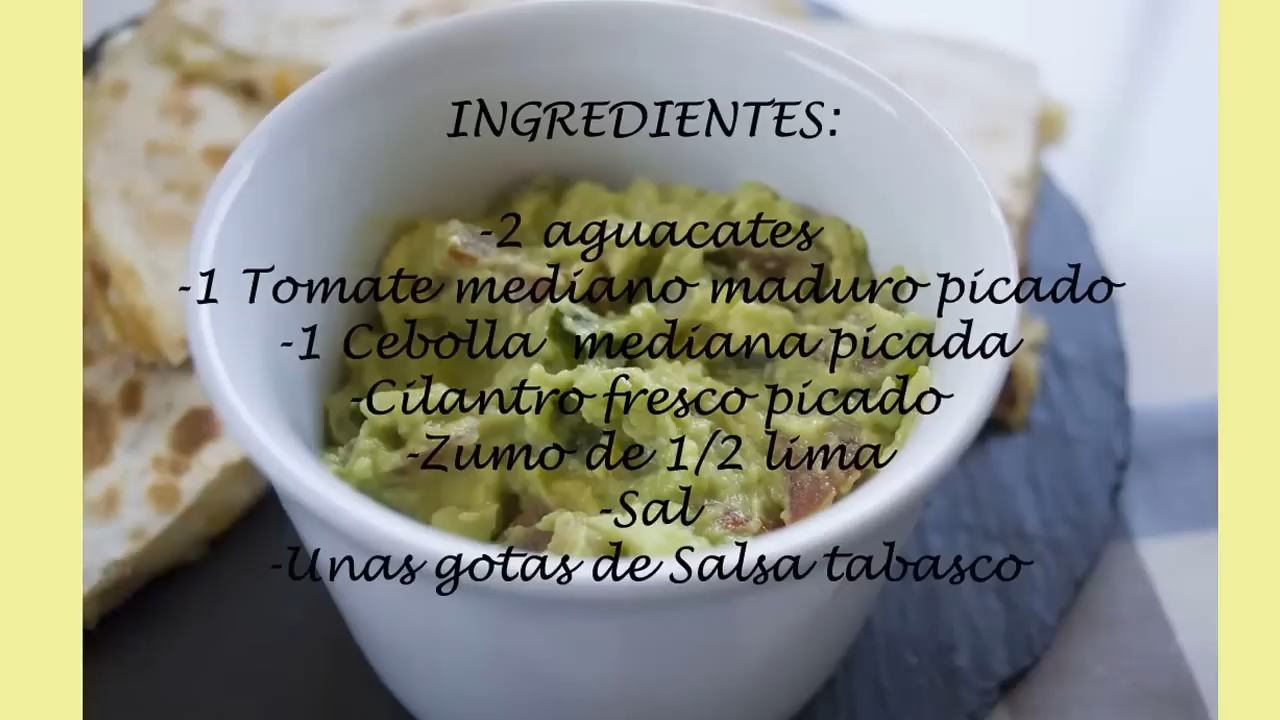 INGREDIENTES:
-2 aguacates
-1 Tomate mediano maduro picado
-1 Cebolla mediana picada
-Cilantro fresco picado
-Zumo de 1/2 lima
-Sal
-Unas gotas de Salsa tabasco